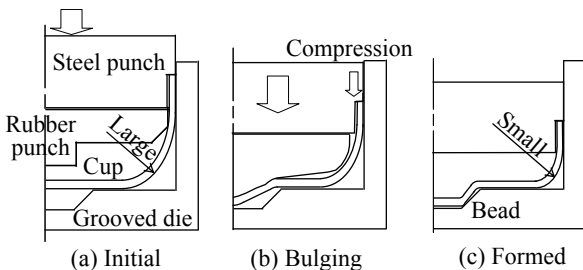 Steel punch
Rubber
punch
Large
Cup
Grooved die
(a) Initial
Compression
(b) Bulging
Small
Bead
(c) Formed